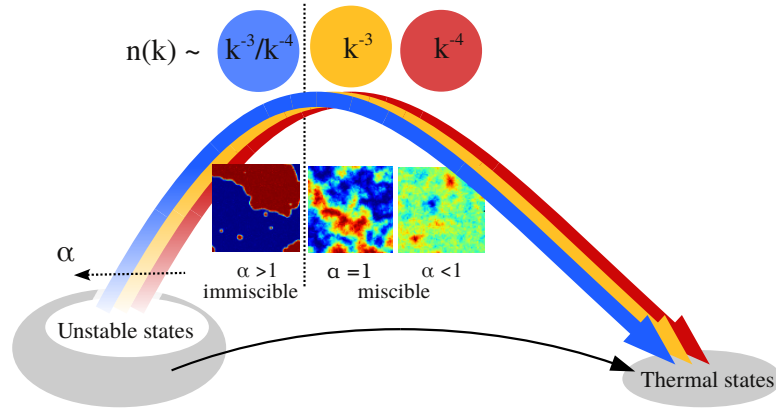 n(k) ~ k⁻³/k⁻⁴ k⁻³ k⁻⁴
α
α >1 α =1 α <1
immiscible miscible
Unstable states
Thermal states